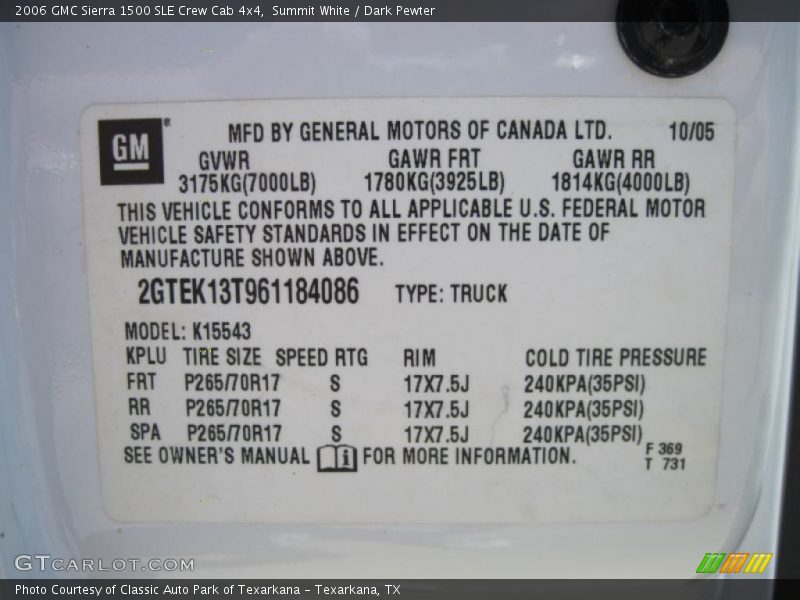 2006 GMC Sierra 1500 SLE Crew Cab 4x4,  Summit White / Dark Pewter
GM® MFD BY GENERAL MOTORS OF CANADA LTD. 10/05
GVWR GAWR FRT GAWR RR
3175KG(7000LB) 1780KG(3925LB) 1814KG(4000LB)
THIS VEHICLE CONFORMS TO ALL APPLICABLE U.S. FEDERAL MOTOR
VEHICLE SAFETY STANDARDS IN EFFECT ON THE DATE OF
MANUFACTURE SHOWN ABOVE.
2GTEK13T961184086 TYPE: TRUCK
MODEL: K15543
KPLU TIRE SIZE SPEED RTG RIM COLD TIRE PRESSURE
FRT P265/70R17 S 17X7.5J 240KPA(35PSI)
RR P265/70R17 S 17X7.5J 240KPA(35PSI)
SPA P265/70R17 S 17X7.5J 240KPA(35PSI)
SEE OWNER'S MANUAL i FOR MORE INFORMATION. F 369
T 731
GTCARLOT.COM
Photo Courtesy of Classic Auto Park of Texarkana – Texarkana, TX